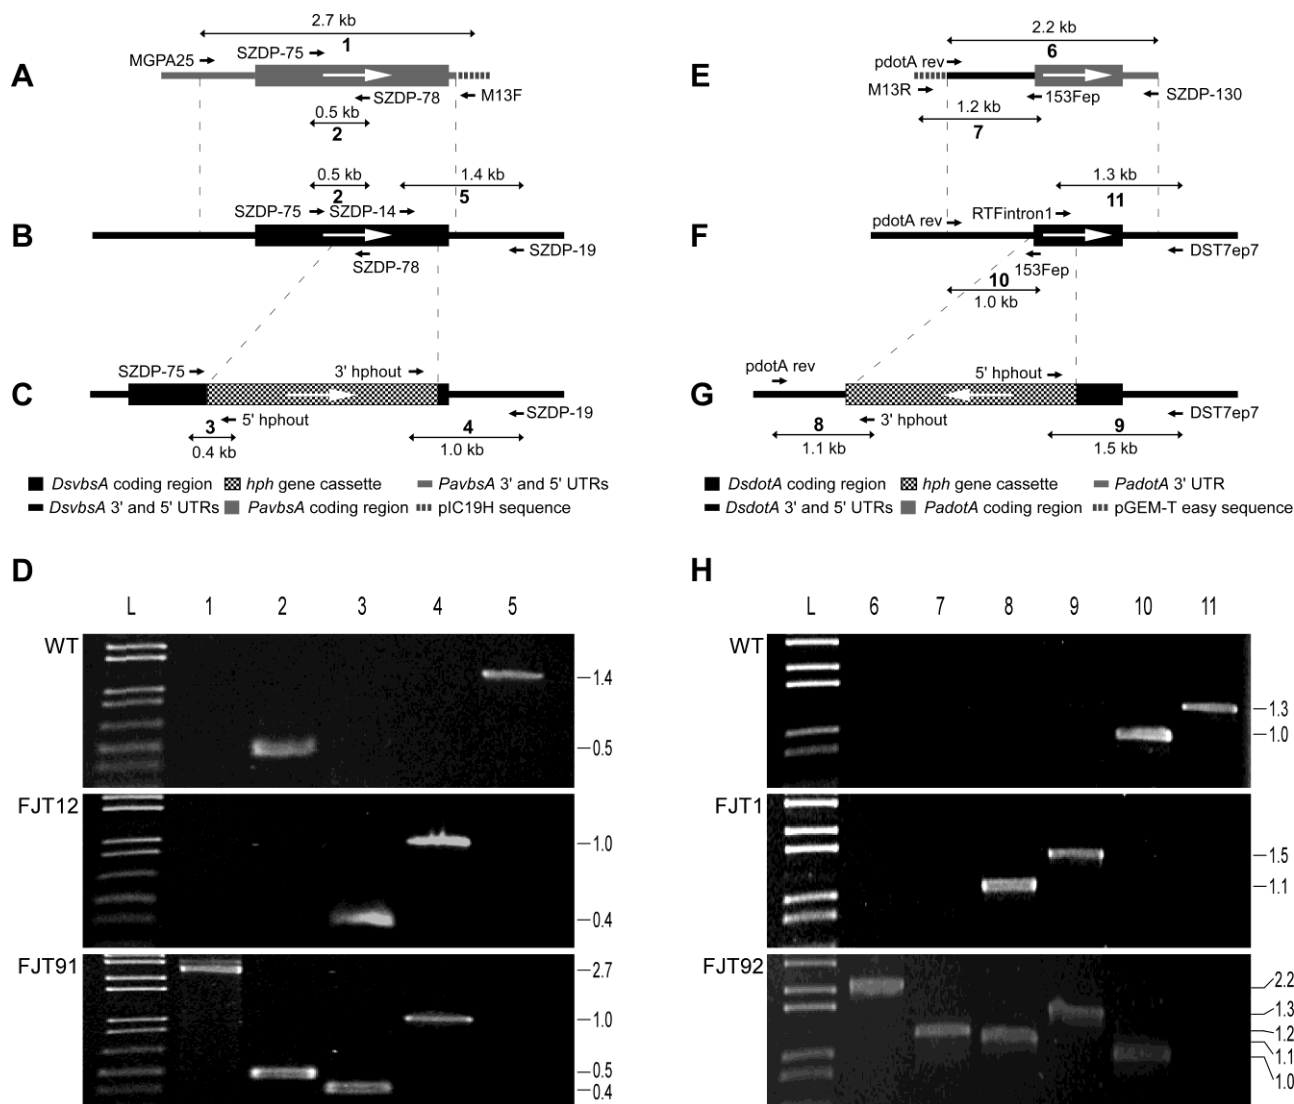 A
2.7 kb
1
MGPA25
SZDP-75
SZDP-78
M13F
0.5 kb
2
B
0.5 kb
2
1.4 kb
5
SZDP-75
SZDP-14
SZDP-78
SZDP-19
C
SZDP-75
3' hphout
5' hphout
SZDP-19
3
0.4 kb
4
1.0 kb
DsvbsA coding region
hph gene cassette
PavbsA 3' and 5' UTRs
DsvbsA 3' and 5' UTRs
PavbsA coding region
pIC19H sequence
E
2.2 kb
6
pdotA rev
M13R
153Fep
SZDP-130
1.2 kb
7
F
1.3 kb
11
pdotA rev
RTFintron1
153Fep
DST7ep7
10
1.0 kb
G
pdotA rev
5' hphout
3' hphout
DST7ep7
8
1.1 kb
9
1.5 kb
DsdotA coding region
hph gene cassette
PadotA 3' UTR
DsdotA 3' and 5' UTRs
PadotA coding region
pGEM-T easy sequence
D
L 1 2 3 4 5
WT
1.4
0.5
FJT12
1.0
0.4
FJT91
2.7
1.0
0.5
0.4
H
L 6 7 8 9 10 11
WT
1.3
1.0
FJT1
1.5
1.1
FJT92
2.2
1.3
1.2
1.1
1.0